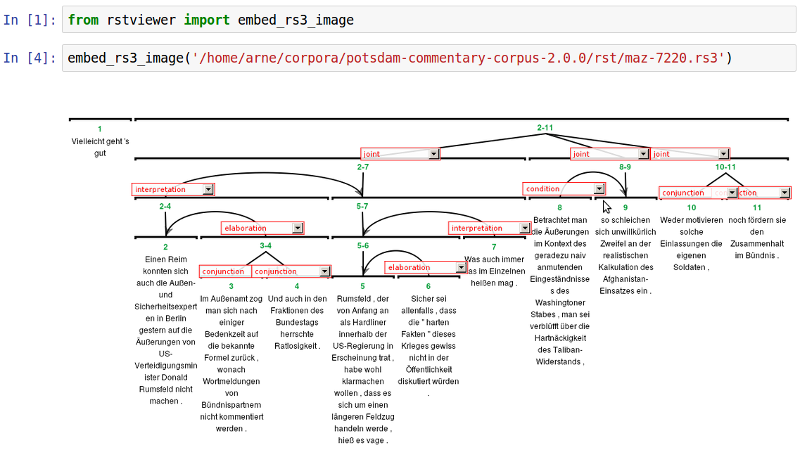 In [1]: from rstviewer import embed_rs3_image
In [4]: embed_rs3_image('/home/arne/corpora/potsdam-commentary-corpus-2.0.0/rst/maz-7220.rs3')
1
Vielleicht geht 's
gut
2-11
joint
joint
joint
2-7
8-9
10-11
interpretation
condition
conjunction
2-4
5-7
elaboration
interpretation
3-4
5-6
conjunction
conjunction
elaboration
2
Einen Reim
konnten sich
auch die Außen-
und
Sicherheitsexpert
en in Berlin
gestern auf die
Äußerungen von
US-
Verteidigungsmin
ister Donald
Rumsfeld nicht
machen .
3
Im Außenamt zog
man sich nach
einiger
Bedenkzeit auf
die bekannte
Formel zurück ,
wonach
Wortmeldungen
von
Bündnispartnern
nicht kommentiert
werden .
4
Und auch in den
Fraktionen des
Bundestags
herrschte
Ratlosigkeit .
5
Rumsfeld , der
von Anfang an
als Hardliner
innerhalb der
US-Regierung in
Erscheinung trat ,
habe wohl
klarmachen
wollen , dass es
sich um einen
längeren Feldzug
handeln werde ,
hieß es vage .
6
Sicher sei
allenfalls , dass
die " harten
Fakten " dieses
Krieges gewiss
nicht in der
Öffentlichkeit
diskutiert würden
.
7
Was auch immer
das im Einzelnen
heißen mag .
8
Betrachtet man
die Äußerungen
im Kontext des
geradezu naiv
anmutenden
Eingeständnisse
s des
Washingtoner
Stabes , man sei
verblüfft über die
Hartnäckigkeit
des Taliban-
Widerstands ,
9
so schleichen
sich unwillkürlich
Zweifel an der
realistischen
Kalkulation des
Afghanistan-
Einsatzes ein .
10
Weder motivieren
solche
Einlassungen die
eigenen
Soldaten ,
11
noch fördern sie
den
Zusammenhalt
im Bündnis .